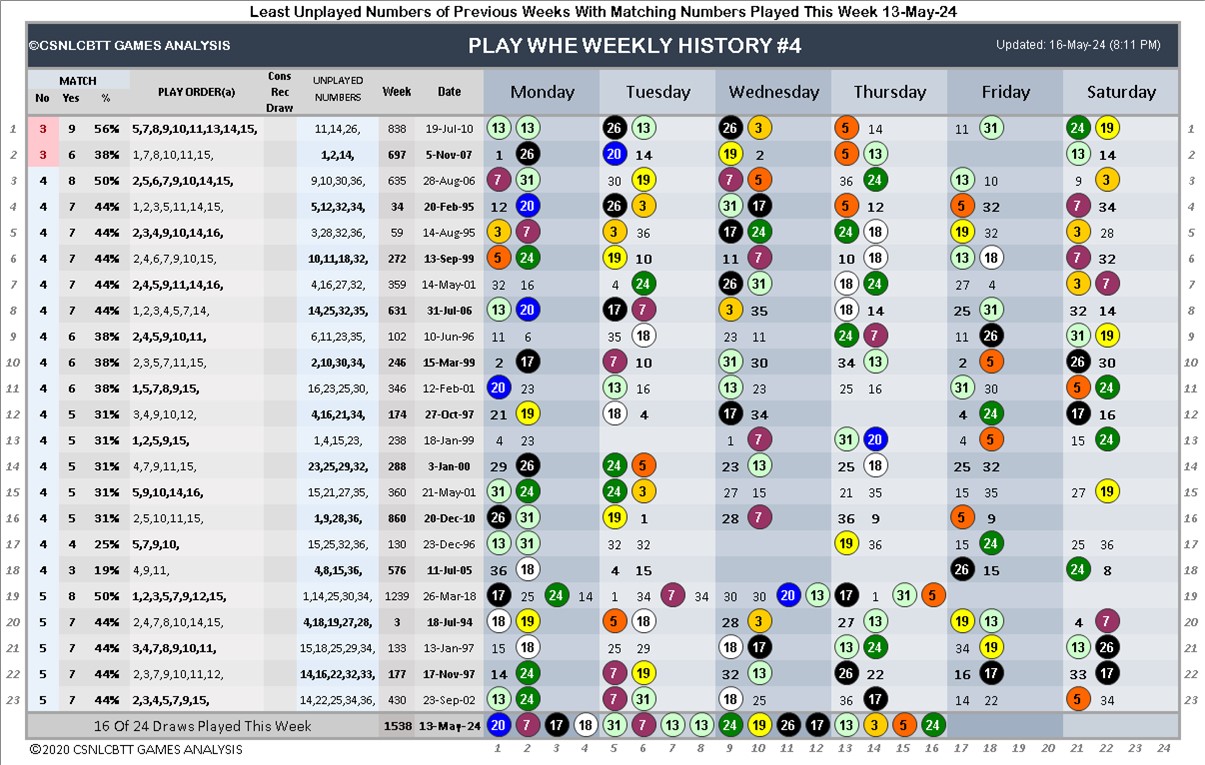 Least Unplayed Numbers of Previous Weeks With Matching Numbers Played This Week 13-May-24
©CSNLCBTT GAMES ANALYSIS PLAY WHE WEEKLY HISTORY #4 Updated: 16-May-24 (8:11 PM)
MATCH No Yes % PLAY ORDER(a) Cons Rec Draw UNPLAYED NUMBERS Week Date Monday Tuesday Wednesday Thursday Friday Saturday
1 3 9 56% 5,7,8,9,10,11,13,14,15, 11,14,26, 838 19-Jul-10 13 13 26 13 26 3 5 14 11 31 24 19 1
2 3 6 38% 1,7,8,10,11,15, 1,2,14, 697 5-Nov-07 1 26 20 14 19 2 5 13 13 14 2
3 4 8 50% 2,5,6,7,9,10,14,15, 9,10,30,36, 635 28-Aug-06 7 31 30 19 7 5 36 24 13 10 9 3 3
4 4 7 44% 1,2,3,5,11,14,15, 5,12,32,34, 34 20-Feb-95 12 20 26 3 31 17 5 12 5 32 7 34 4
5 4 7 44% 2,3,4,9,10,14,16, 3,28,32,36, 59 14-Aug-95 3 7 3 36 17 24 24 18 19 32 3 28 5
6 4 7 44% 2,4,6,7,9,10,15, 10,11,18,32, 272 13-Sep-99 5 24 19 10 11 7 10 18 13 18 7 32 6
7 4 7 44% 2,4,5,9,11,14,16, 4,16,27,32, 359 14-May-01 32 16 4 24 26 31 18 24 27 4 3 7 7
8 4 7 44% 1,2,3,4,5,7,14, 14,25,32,35, 631 31-Jul-06 13 20 17 7 3 35 18 14 25 31 32 14 8
9 4 6 38% 2,4,5,9,10,11, 6,11,23,35, 102 10-Jun-96 11 6 35 18 23 11 24 7 11 26 31 19 9
10 4 6 38% 2,3,5,7,11,15, 2,10,30,34, 246 15-Mar-99 2 17 7 10 31 30 34 13 2 5 26 30 10
11 4 6 38% 1,5,7,8,9,15, 16,23,25,30 346 12-Feb-01 20 23 13 16 13 23 25 16 31 30 5 24 11
12 4 5 31% 3,4,9,10,12, 4,16,21,34, 174 27-Oct-97 21 19 18 4 17 34 4 24 17 16 12
13 4 5 31% 1,2,5,9,15, 1,4,15,23, 238 18-Jan-99 4 23 1 7 31 20 4 5 15 24 13
14 4 5 31% 4,7,9,11,15, 23,25,29,32, 288 3-Jan-00 29 26 24 5 23 13 25 18 25 32 14
15 4 5 31% 5,9,10,14,16, 15,21,27,35, 360 21-May-01 31 24 24 3 27 15 21 35 15 35 27 19 15
16 4 5 31% 2,5,10,11,15, 1,9,28,36, 860 20-Dec-10 26 31 19 1 28 7 36 9 5 9 16
17 4 4 25% 5,7,9,10, 15,25,32,36, 130 23-Dec-96 13 31 32 32 19 36 15 24 25 36 17
18 4 3 19% 4,9,11, 4,8,15,36, 576 11-Jul-05 36 18 4 15 26 15 24 8 18
19 5 8 50% 1,2,3,5,7,9,12,15, 1,14,25,30,34, 1239 26-Mar-18 17 25 24 14 1 34 7 34 30 30 20 13 17 1 31 5 19
20 5 7 44% 2,4,7,8,10,14,15, 4,18,19,27,28, 3 18-Jul-94 18 19 5 18 28 3 27 13 19 13 4 7 20
21 5 7 44% 3,4,7,8,9,10,11, 15,18,25,29,34, 133 13-Jan-97 15 18 25 29 18 17 13 24 34 19 13 26 21
22 5 7 44% 2,3,7,9,10,11,12, 14,16,22,32,33, 177 17-Nov-97 14 24 7 19 32 13 26 22 16 17 33 17 22
23 5 7 44% 2,3,4,5,7,9,15, 14,22,25,34,36, 430 23-Sep-02 13 24 7 31 18 25 36 17 14 22 5 34 23
16 Of 24 Draws Played This Week 1538 13-May-24 20 7 17 18 31 7 13 13 24 19 26 17 13 3 5 24
©2020 CSNLCBTT GAMES ANALYSIS 1 2 3 4 5 6 7 8 9 10 11 12 13 14 15 16 17 18 19 20 21 22 23 24